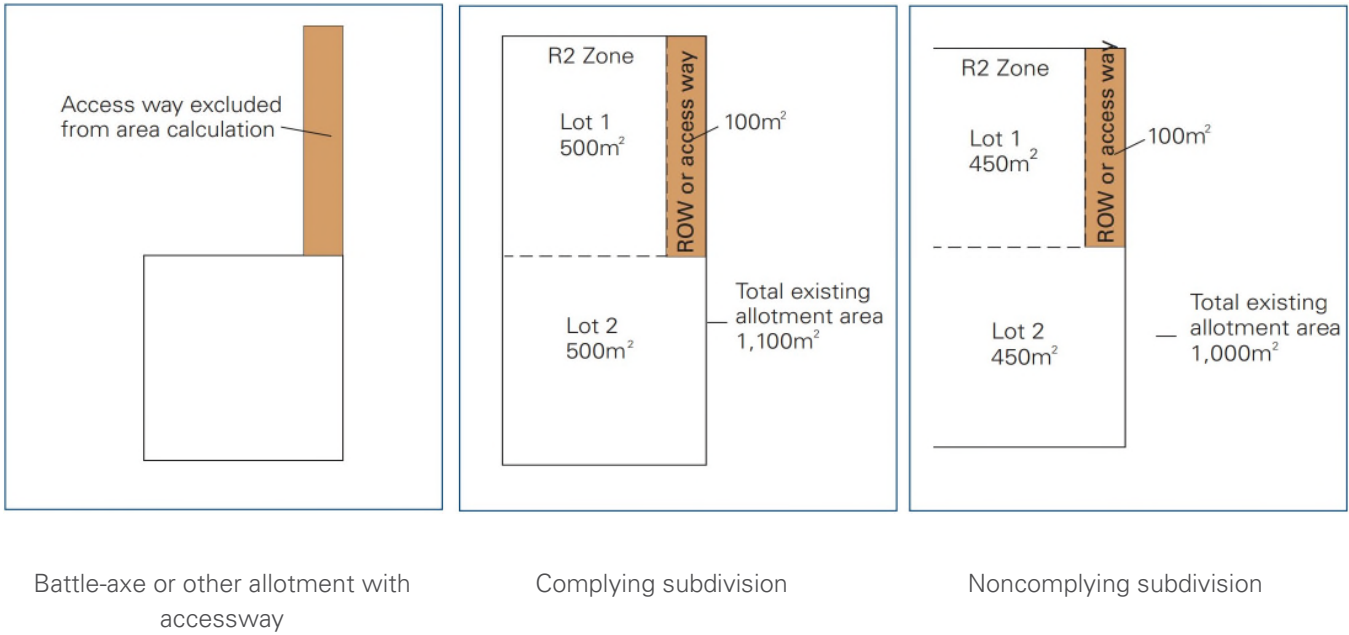 Access way excluded
from area calculation
R2 Zone
Lot 1
500m²
ROW or access way
100m²
Lot 2
500m²
Total existing
allotment area
1,100m²
R2 Zone
Lot 1
450m²
ROW or access way
100m²
Lot 2
450m²
Total existing
allotment area
1,000m²
Battle-axe or other allotment with
accessway
Complying subdivision
Noncomplying subdivision